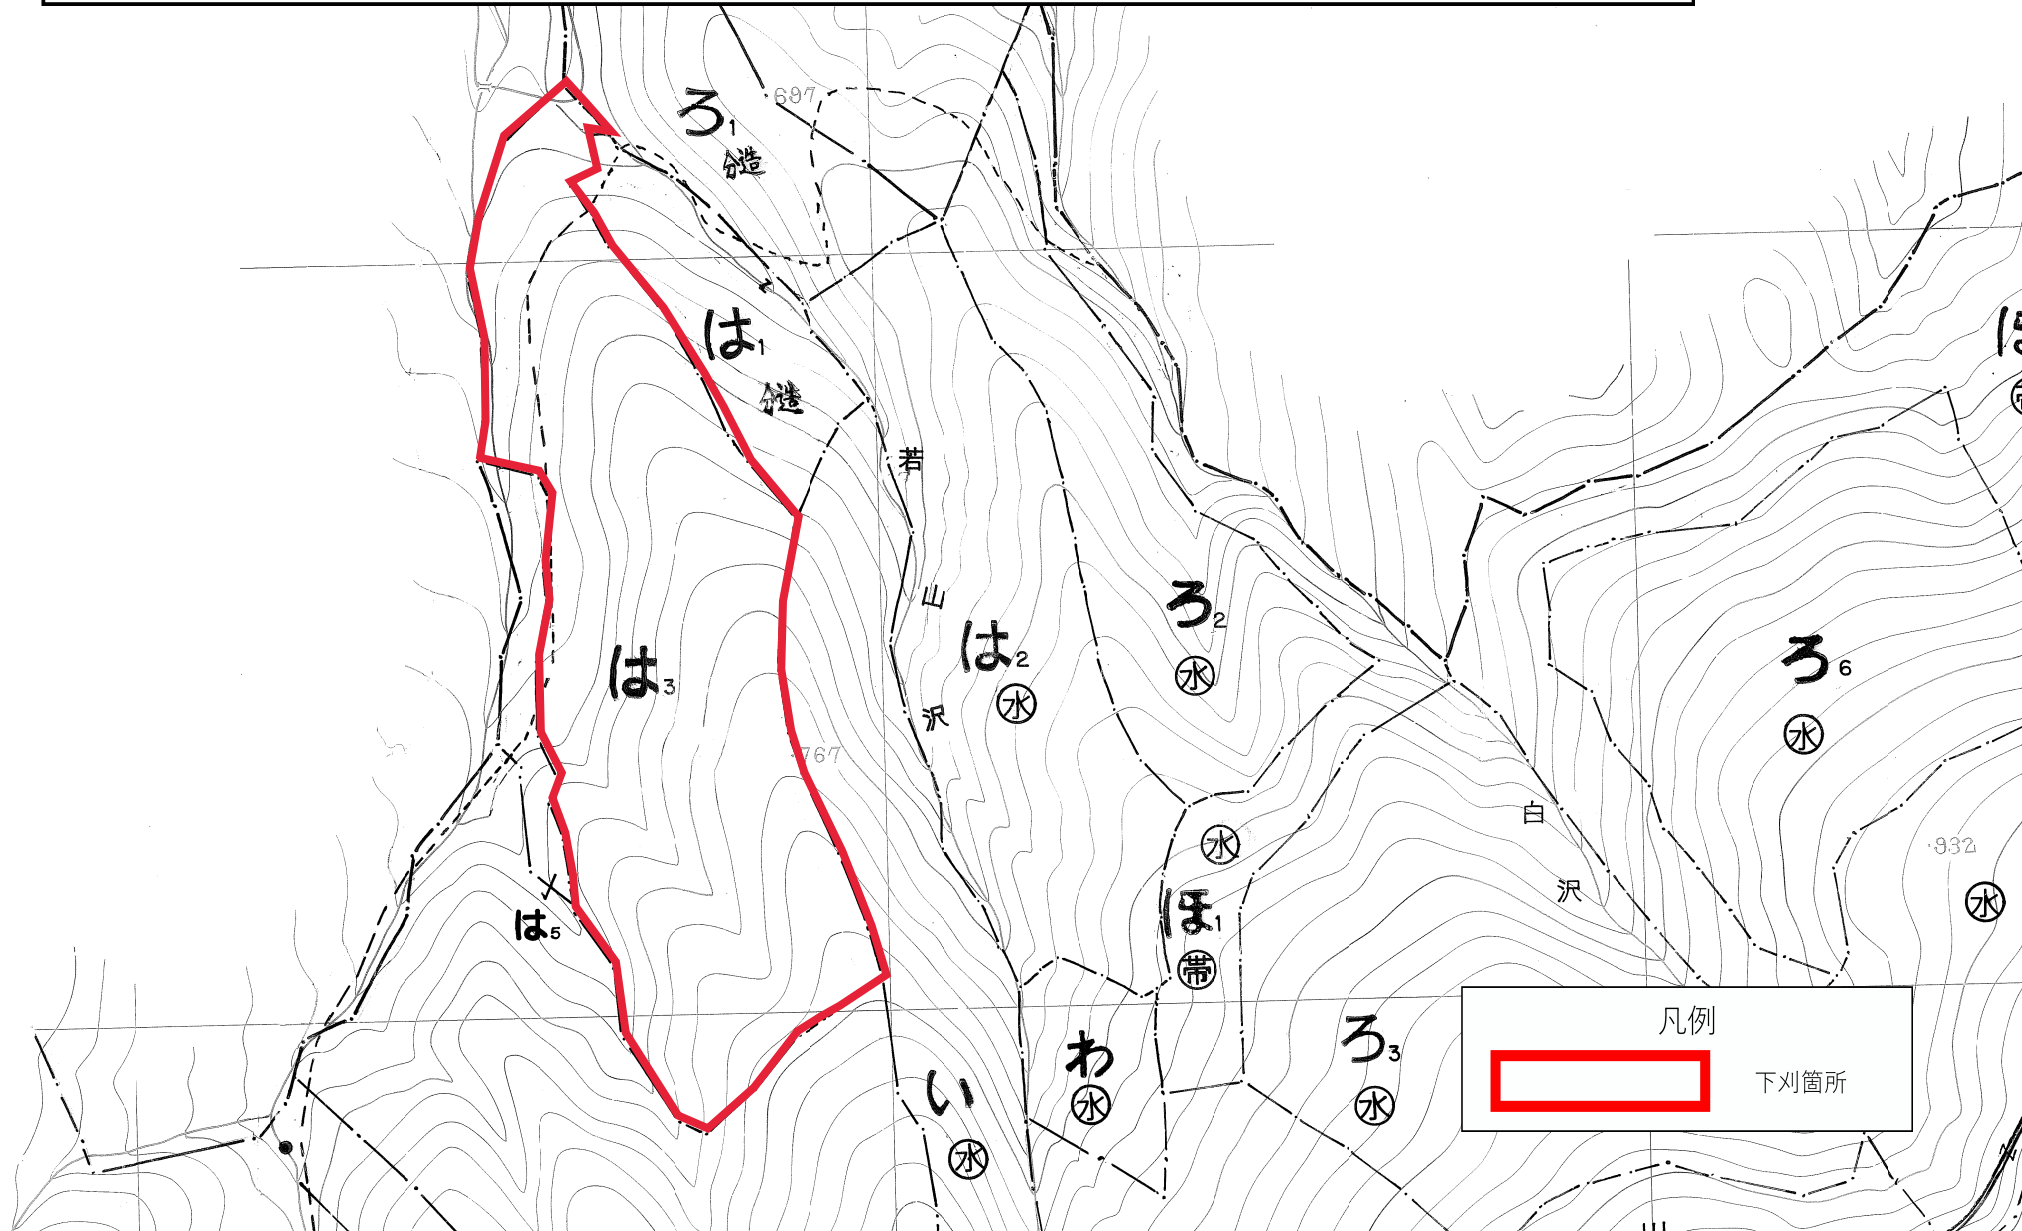 ろ1
分造
697
は1
分造
若
山
沢
は2
水
ろ2
水
ろ6
水
は3
767
白
沢
932
水
水
ほ1
帯
は5
わ
水
い
水
ろ3
水
凡例
下刈箇所